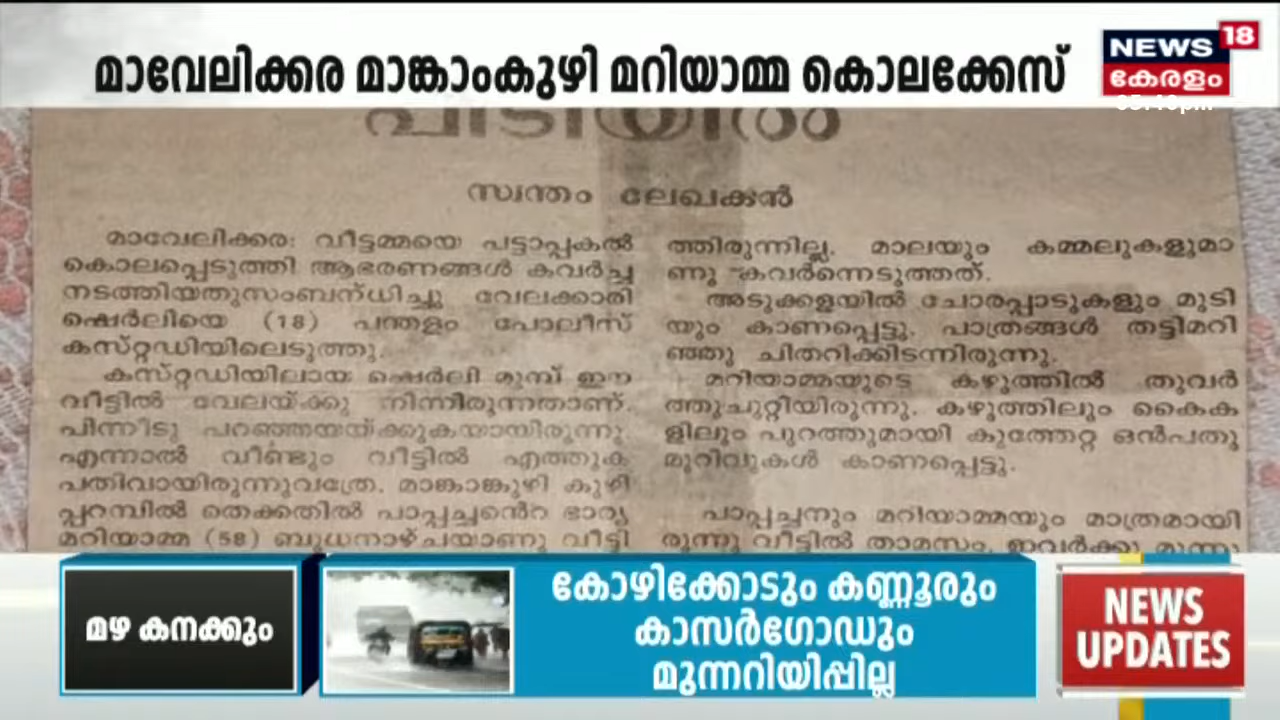 മാവേലിക്കര മാങ്കാംകുഴി മറിയാമ്മ കൊലക്കേസ്
NEWS 18
കേരളം
പിടിയിൽ
സ്വന്തം ലേഖകൻ
മാവേലിക്കര: വീട്ടമ്മയെ പട്ടാപ്പകൽ
കൊലപ്പെടുത്തി ആഭരണങ്ങൾ കവർച്ച
നടത്തിയതുസംബന്ധിച്ചു വേലക്കാരി
ഷെർലിയെ (18) പന്തളം പോലീസ്
കസ്റ്റഡിയിലെടുത്തു.
കസ്റ്റഡിയിലായ ഷെർലി മുമ്പ് ഈ
വീട്ടിൽ വേലയ്ക്കു നിന്നിരുന്നതാണ്.
പിന്നീടു പറഞ്ഞയയ്ക്കുകയായിരുന്നു
എന്നാൽ വീണ്ടും വീട്ടിൽ എത്തുക
പതിവായിരുന്നുവത്രേ. മാങ്കാങ്കുഴി കുഴി
പ്പറമ്പിൽ തെക്കതിൽ പാപ്പച്ചന്റെ ഭാര്യ
മറിയാമ്മ (58) ബുധനാഴ്ചയാണു വീട്ടി
ത്തിരുന്നില്ല. മാലയും കമ്മലുകളുമാ
ണു കവർന്നെടുത്തത്.
അടുക്കളയിൽ ചോരപ്പാടുകളും മുടി
യും കാണപ്പെട്ടു. പാത്രങ്ങൾ തട്ടിമറി
ഞ്ഞു ചിതറിക്കിടന്നിരുന്നു.
മറിയാമ്മയുടെ കഴുത്തിൽ തുവർ
ത്തുചുറ്റിയിരുന്നു. കഴുത്തിലും കൈക
ളിലും പുറത്തുമായി കുത്തേറ്റ ഒൻപതു
മുറിവുകൾ കാണപ്പെട്ടു.
പാപ്പച്ചനും മറിയാമ്മയും മാത്രമായി
രുന്നു വീട്ടിൽ താമസം. ഇവർക്കു മൂന്നു
മഴ കനക്കും
കോഴിക്കോടും കണ്ണൂരും
കാസർഗോഡും
മുന്നറിയിപ്പില്ല
NEWS
UPDATES